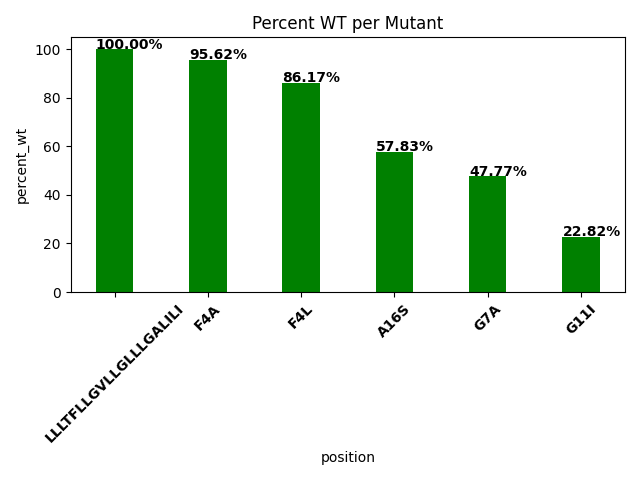 Percent WT per Mutant
percent_wt
100
80
60
40
20
0
100.00%
95.62%
86.17%
57.83%
47.77%
22.82%
LLLTFLLGVLLGLLLGALILI
F4A
F4L
A16S
G7A
G11I
position